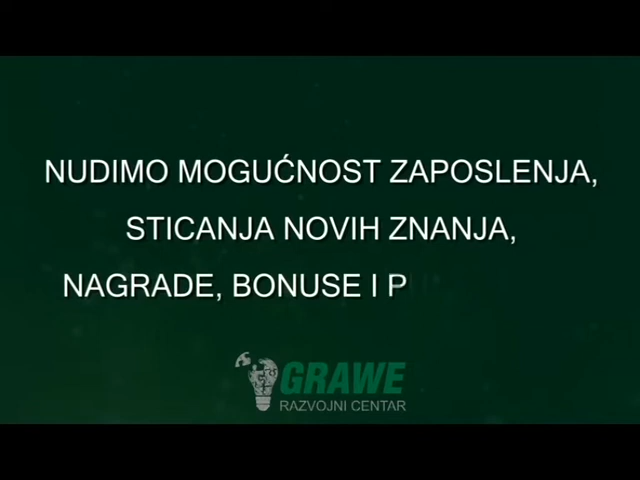 NUDIMO MOGUĆNOST ZAPOSLENJA,
STICANJA NOVIH ZNANJA,
NAGRADE, BONUSE I
GRAWE
RAZVOJNI CENTAR